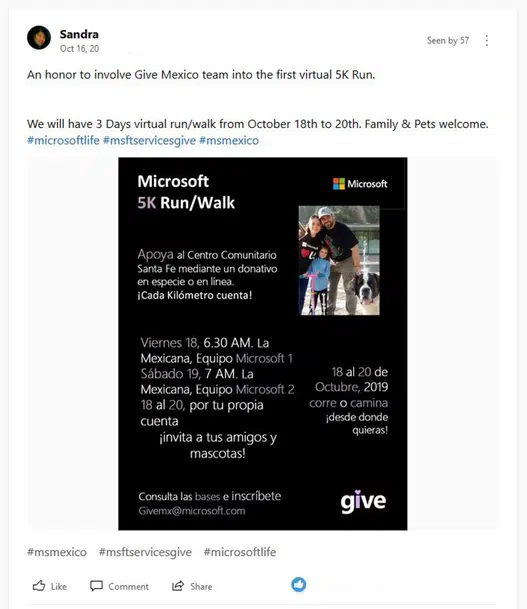 Sandra
Oct 16, 20
Seen by 57
An honor to involve Give Mexico team into the first virtual 5K Run.
We will have 3 Days virtual run/walk from October 18th to 20th. Family & Pets welcome.
#microsoftlife #msftservicesgive #msmexico
Microsoft
5K Run/Walk
Microsoft
Apoya al Centro Comunitario
Santa Fe mediante un donativo
en especie o en línea.
¡Cada Kilómetro cuenta!
Viernes 18, 6.30 AM. La
Mexicana, Equipo Microsoft 1
Sábado 19, 7 AM. La
Mexicana, Equipo Microsoft 2
18 al 20, por tu propia
cuenta
¡invita a tus amigos y
mascotas!
18 al 20 de
Octubre, 2019
corre o camina
¡desde donde
quieras!
Consulta las bases e inscríbete
Givemx@microsoft.com
give
#msmexico #msftservicesgive #microsoftlife
Like Comment Share